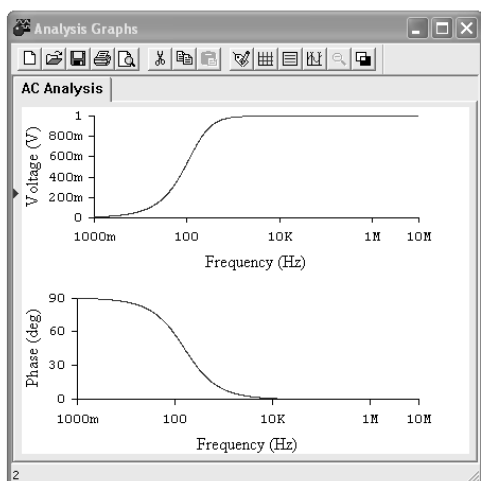 Analysis Graphs
AC Analysis
1
800m
600m
400m
200m
0
Voltage (V)
1000m 100 10K 1M 10M
Frequency (Hz)
90
60
30
0
Phase (deg)
1000m 100 10K 1M 10M
Frequency (Hz)
2